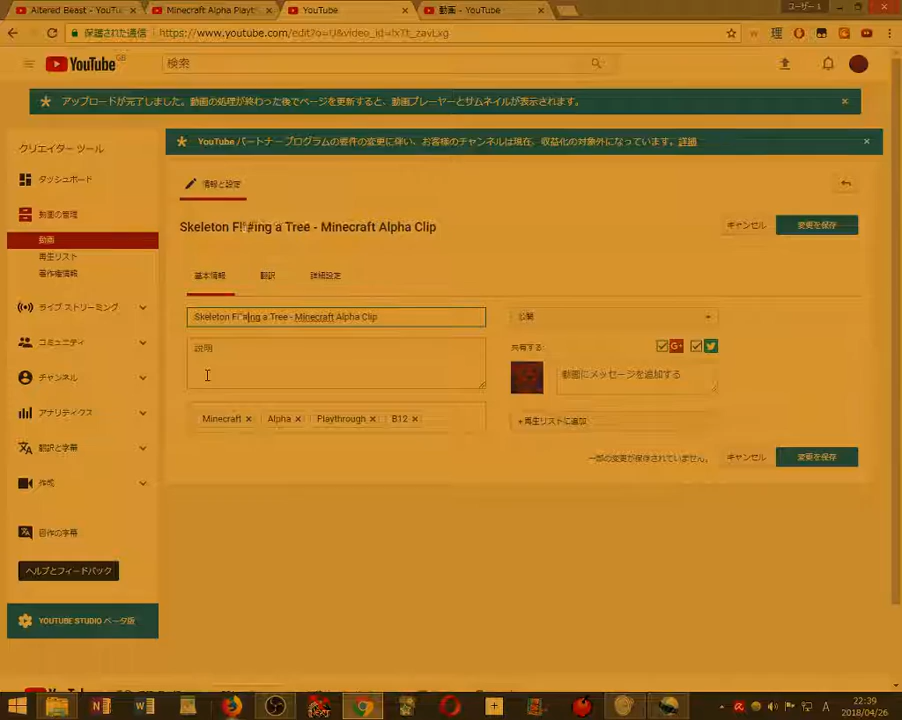 Altered Beast - YouTu
Minecraft Alpha Playt
YouTube
動画 - YouTube
ユーザー 1
保護された通信
YouTube GB
検索
アップロードが完了しました。動画の処理が終わった後でページを更新すると、動画プレーヤーとサムネイルが表示されます。
クリエイター ツール
YouTube パートナー プログラムの要件の変更に伴い、お客様のチャンネルは現在、収益化の対象外になっています。詳細
ダッシュボード
情報と設定
動画の管理
Skeleton
a Tree - Minecraft Alpha Clip
キャンセル
変更を保存
動画
再生リスト
著作権情報
基本情報
翻訳
詳細設定
ライブ ストリーミング
Skeleton
a Tree - Minecraft Alpha Clip
公開
コミュニティ
説明
共有する:
チャンネル
動画にメッセージを追加する
アナリティクス
Minecraft
Alpha
Playthrough
B12
+ 再生リストに追加
翻訳と字幕
一部の変更が保存されていません。
キャンセル
変更を保存
作成
自作の字幕
ヘルプとフィードバック
YOUTUBE STUDIO ベータ版
A
22:39
2018/04/26